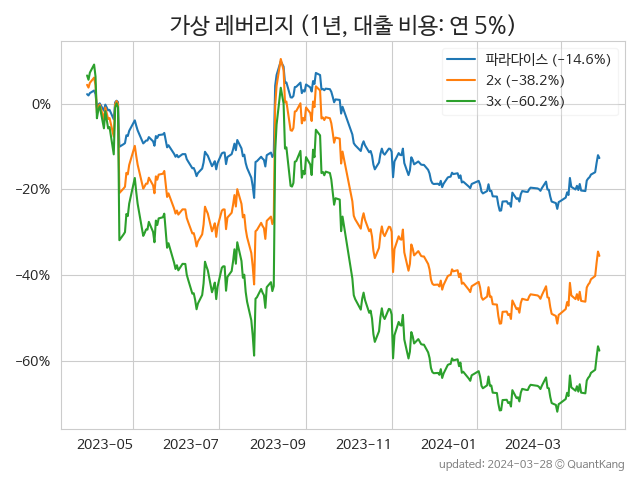 가상 레버리지 (1년, 대출 비용: 연 5%)
파라다이스 (−14.6%)
2x (−38.2%)
3x (−60.2%)
0%
−20%
−40%
−60%
2023-05 2023-07 2023-09 2023-11 2024-01 2024-03
updated: 2024-03-28 © QuantKang